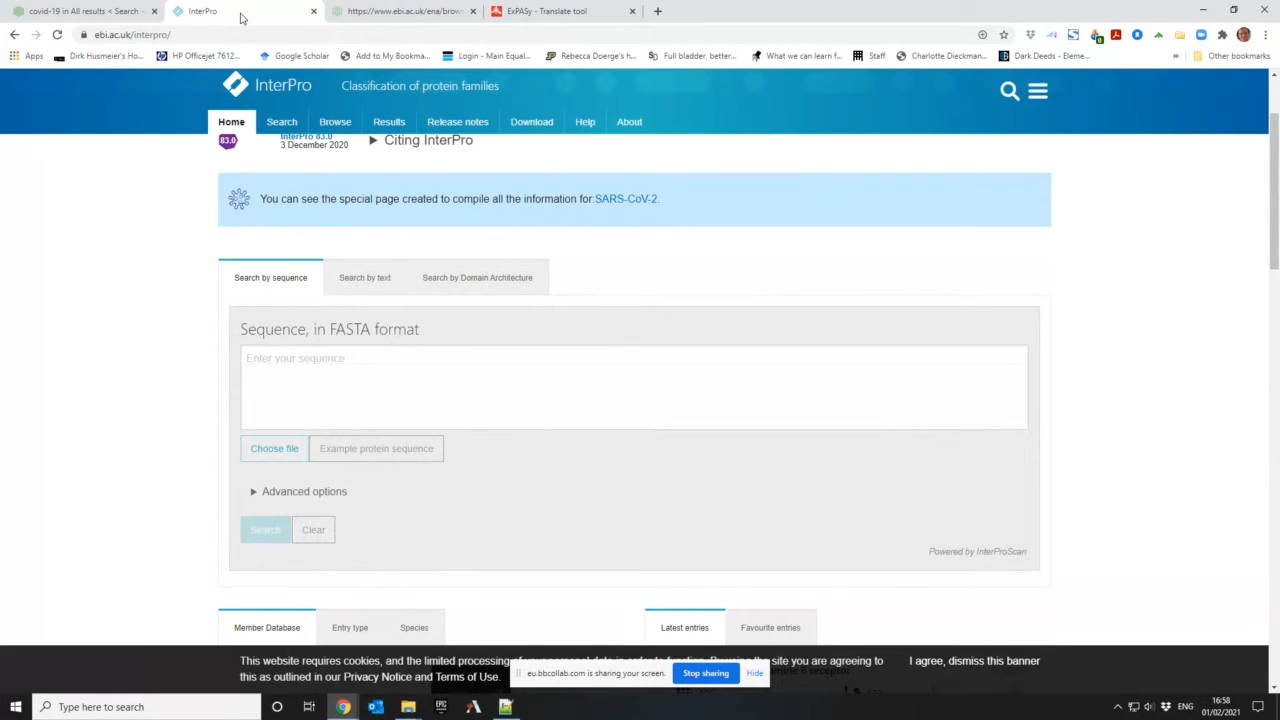 covid-19 in All results < Search
InterPro
https://www.ebi.ac.uk/ena/brow
ExPASy - Translate tool
ebi.ac.uk/interpro/
Apps
Dirk Husmeier's Ho...
HP Officejet 7612...
Google Scholar
Add to My Bookma...
Login - Main Equal...
Rebecca Doerge's h...
Full bladder, better...
What we can learn f...
Staff
Charlotte Dieckman...
Dark Deeds - Eleme...
»
Other bookmarks
InterPro
Classification of protein families
Home
Search
Browse
Results
Release notes
Download
Help
About
83.0
InterPro 83.0
3 December 2020
Citing InterPro
You can see the special page created to compile all the information for:SARS-CoV-2.
Search by sequence
Search by text
Search by Domain Architecture
Sequence, in FASTA format
Enter your sequence
Choose file
Example protein sequence
Advanced options
Search
Clear
Powered by InterProScan
Member Database
Entry type
Species
Latest entries
Favourite entries
This website requires cookies, and the limited processing
the site you are agreeing to
I agree, dismiss this banner
this as outlined in our Privacy Notice and Terms of Use.
eu.bbcollab.com is sharing your screen.
Stop sharing
Hide
Type here to search
EPIC
ENG
16:58
01/02/2021